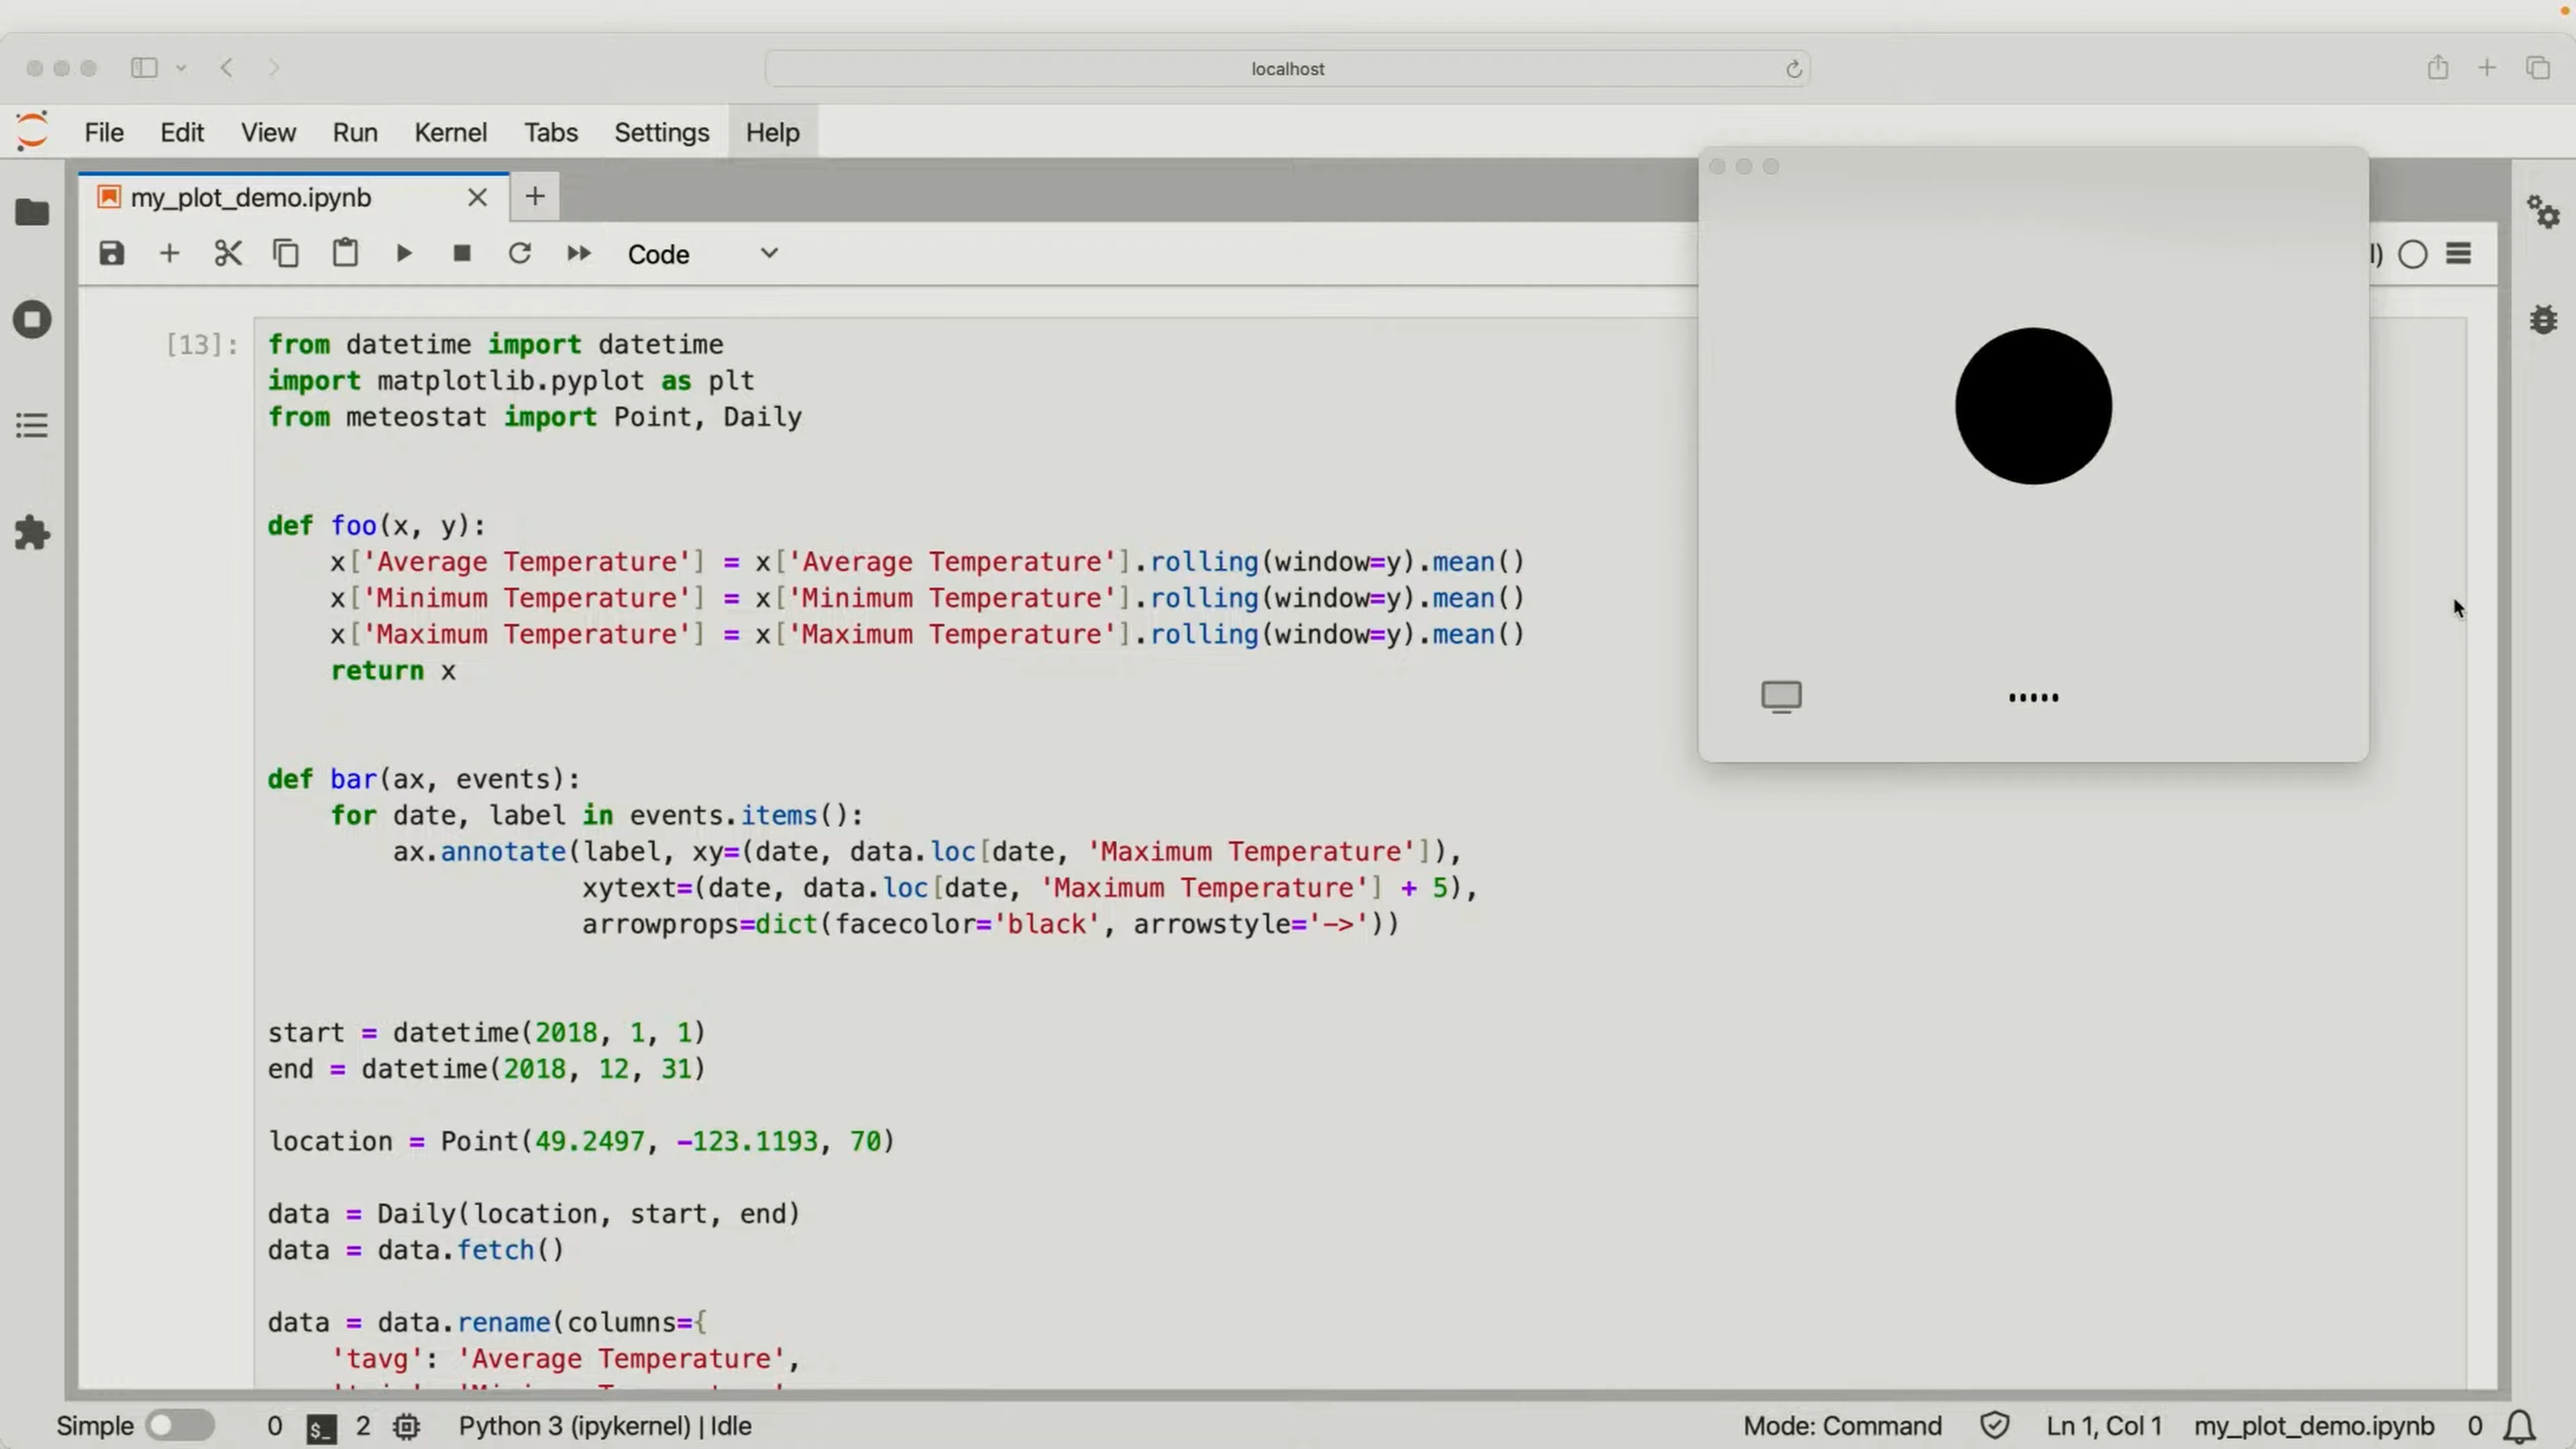 localhost
File Edit View Run Kernel Tabs Settings Help
my_plot_demo.ipynb
Code
[13]:
from datetime import datetime
import matplotlib.pyplot as plt
from meteostat import Point, Daily
def foo(x, y):
    x['Average Temperature'] = x['Average Temperature'].rolling(window=y).mean()
    x['Minimum Temperature'] = x['Minimum Temperature'].rolling(window=y).mean()
    x['Maximum Temperature'] = x['Maximum Temperature'].rolling(window=y).mean()
    return x
def bar(ax, events):
    for date, label in events.items():
        ax.annotate(label, xy=(date, data.loc[date, 'Maximum Temperature']),
                    xytext=(date, data.loc[date, 'Maximum Temperature'] + 5),
                    arrowprops=dict(facecolor='black', arrowstyle='->'))
start = datetime(2018, 1, 1)
end = datetime(2018, 12, 31)
location = Point(49.2497, -123.1193, 70)
data = Daily(location, start, end)
data = data.fetch()
data = data.rename(columns={
    'tavg': 'Average Temperature',
Simple 0 $_ 2 Python 3 (ipykernel) | Idle Mode: Command Ln 1, Col 1 my_plot_demo.ipynb 0